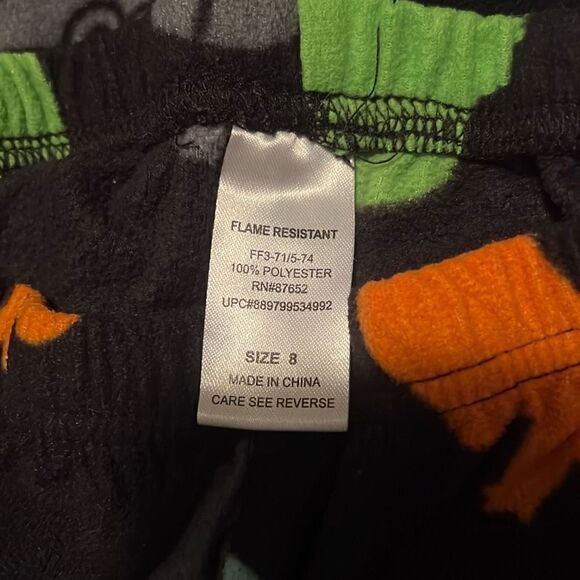 FLAME RESISTANT
FF3-71/5-74
100% POLYESTER
RN#87652
UPC#889799534992
SIZE 8
MADE IN CHINA
CARE SEE REVERSE